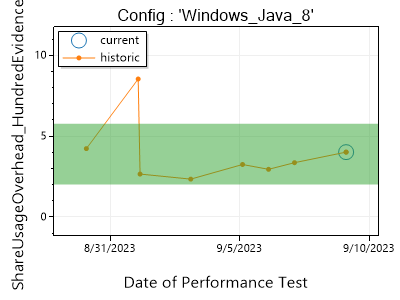 Config : 'Windows_Java_8'
current
historic
10
5
0
ShareUsageOverhead_HundredEvidence
8/31/2023
9/5/2023
9/10/2023
Date of Performance Test